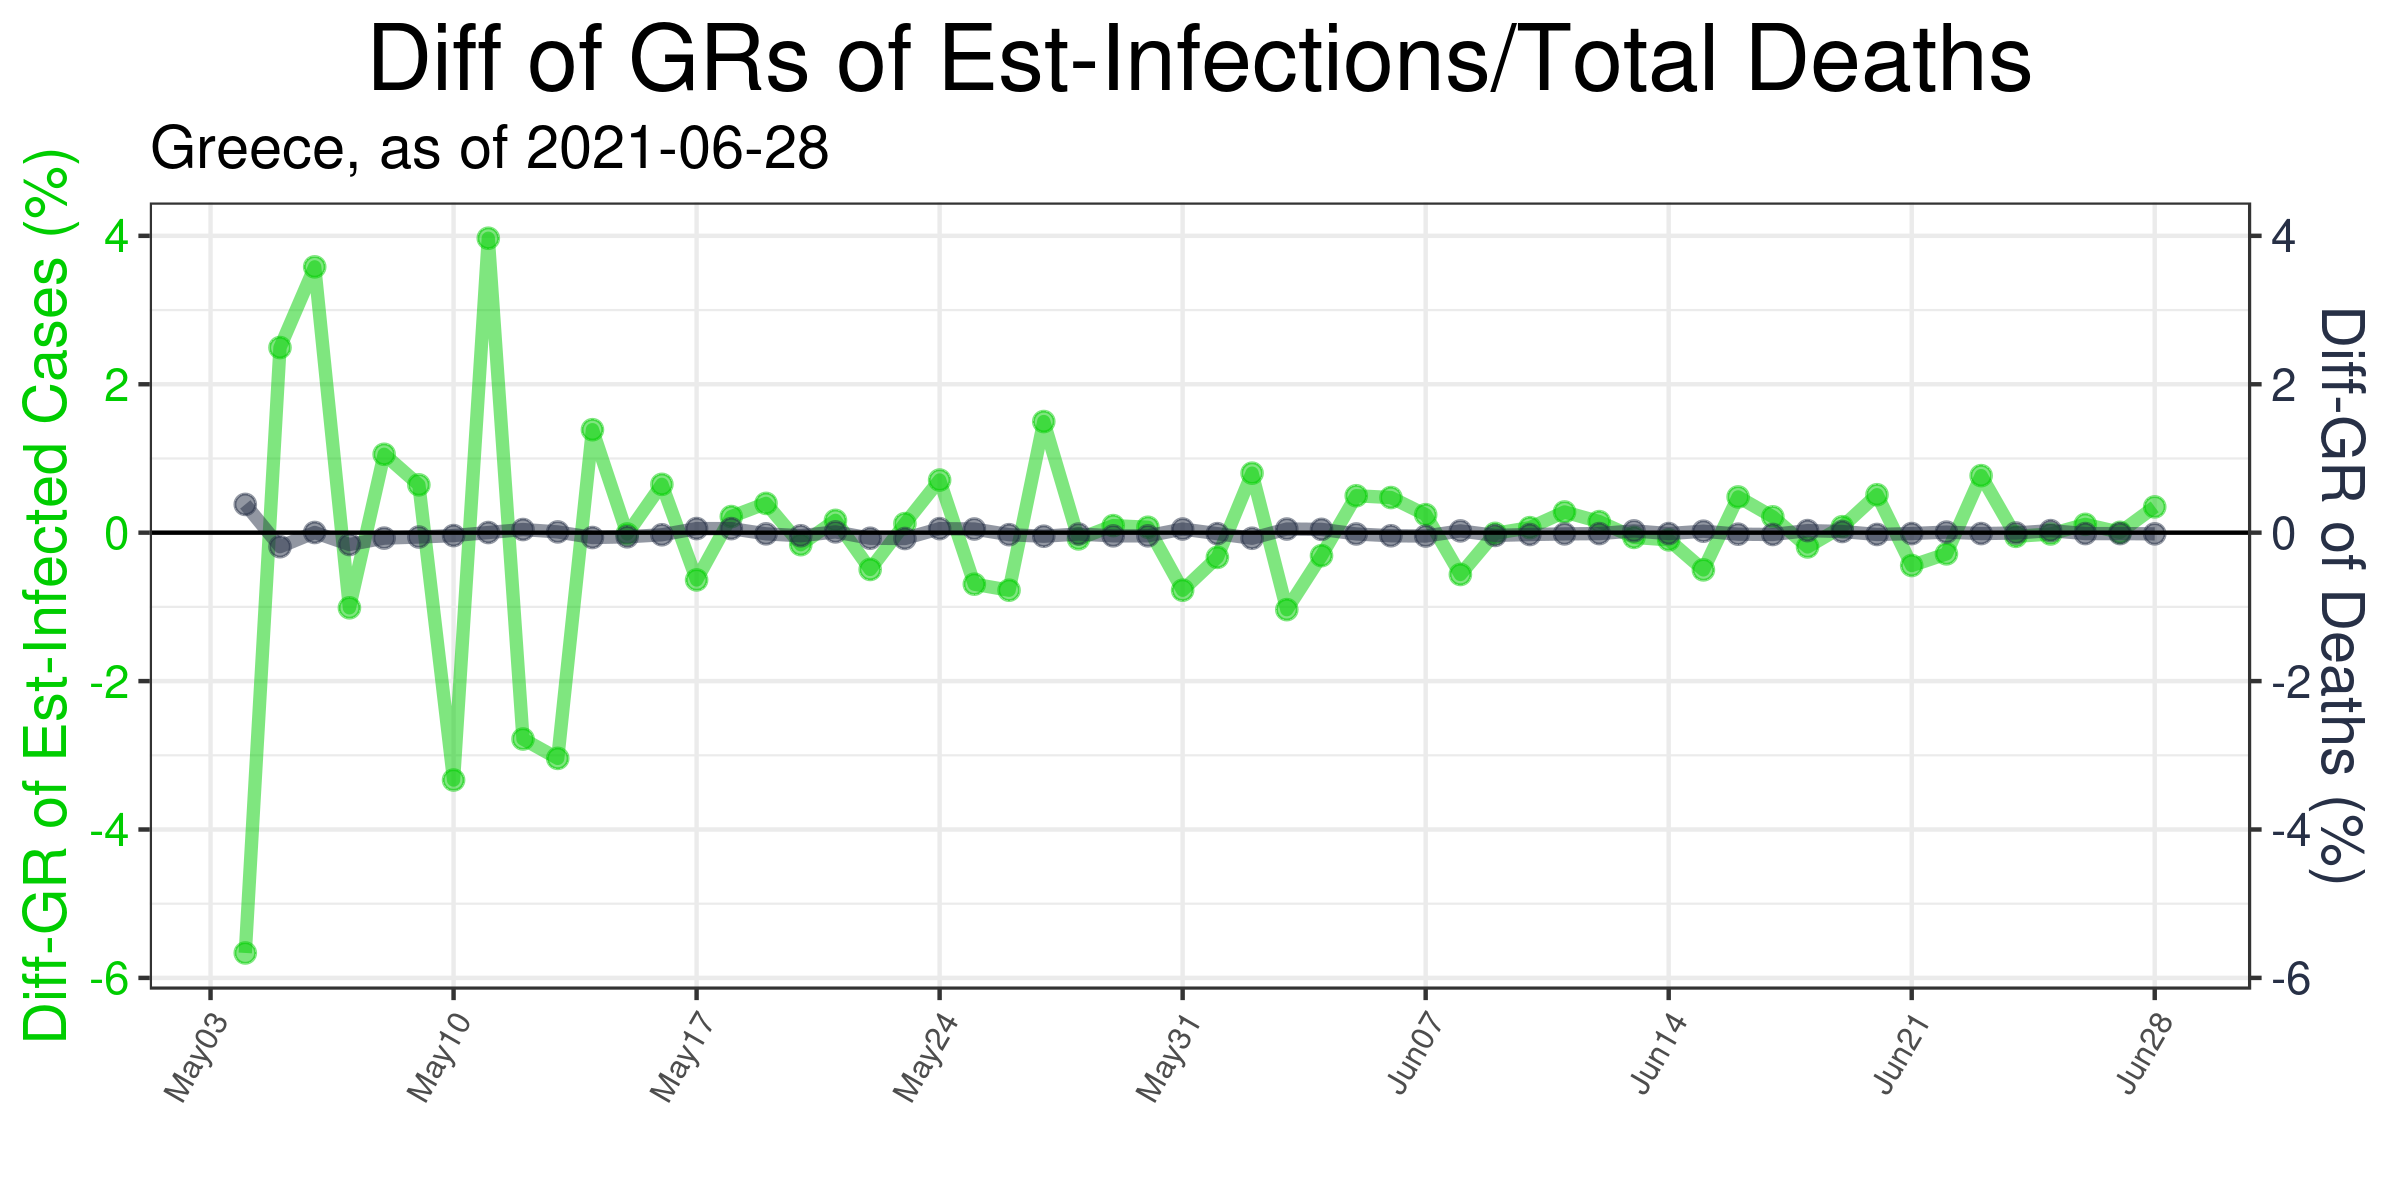 Diff of GRs of Est-Infections/Total Deaths
Greece, as of 2021-06-28
Diff-GR of Est-Infected Cases (%)
4
2
0
-2
-4
-6
4
2
0
-2
-4
-6
Diff-GR of Deaths (%)
May03
May10
May17
May24
May31
Jun07
Jun14
Jun21
Jun28